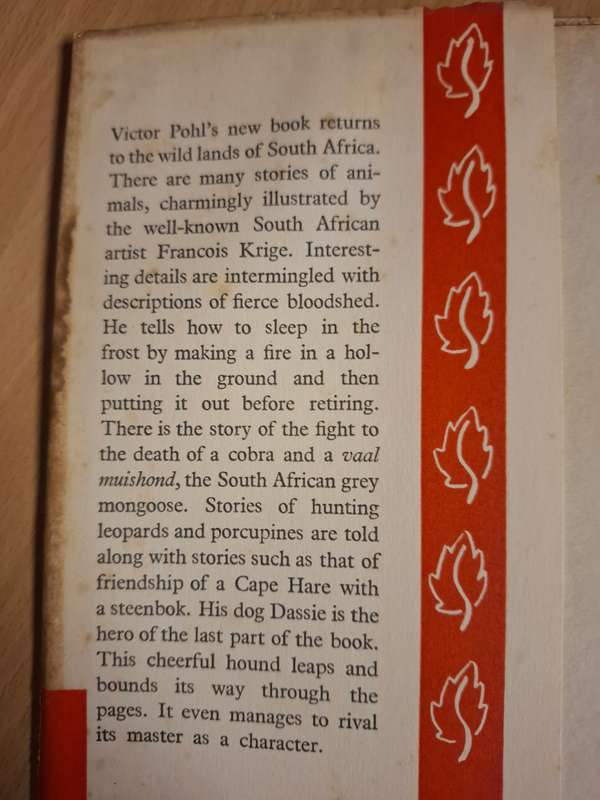 Victor Pohl's new book returns
to the wild lands of South Africa.
There are many stories of ani-
mals, charmingly illustrated by
the well-known South African
artist Francois Krige. Interest-
ing details are intermingled with
descriptions of fierce bloodshed.
He tells how to sleep in the
frost by making a fire in a hol-
low in the ground and then
putting it out before retiring.
There is the story of the fight to
the death of a cobra and a vaal
muishond, the South African grey
mongoose. Stories of hunting
leopards and porcupines are told
along with stories such as that of
friendship of a Cape Hare with
a steenbok. His dog Dassie is the
hero of the last part of the book.
This cheerful hound leaps and
bounds its way through the
pages. It even manages to rival
its master as a character.